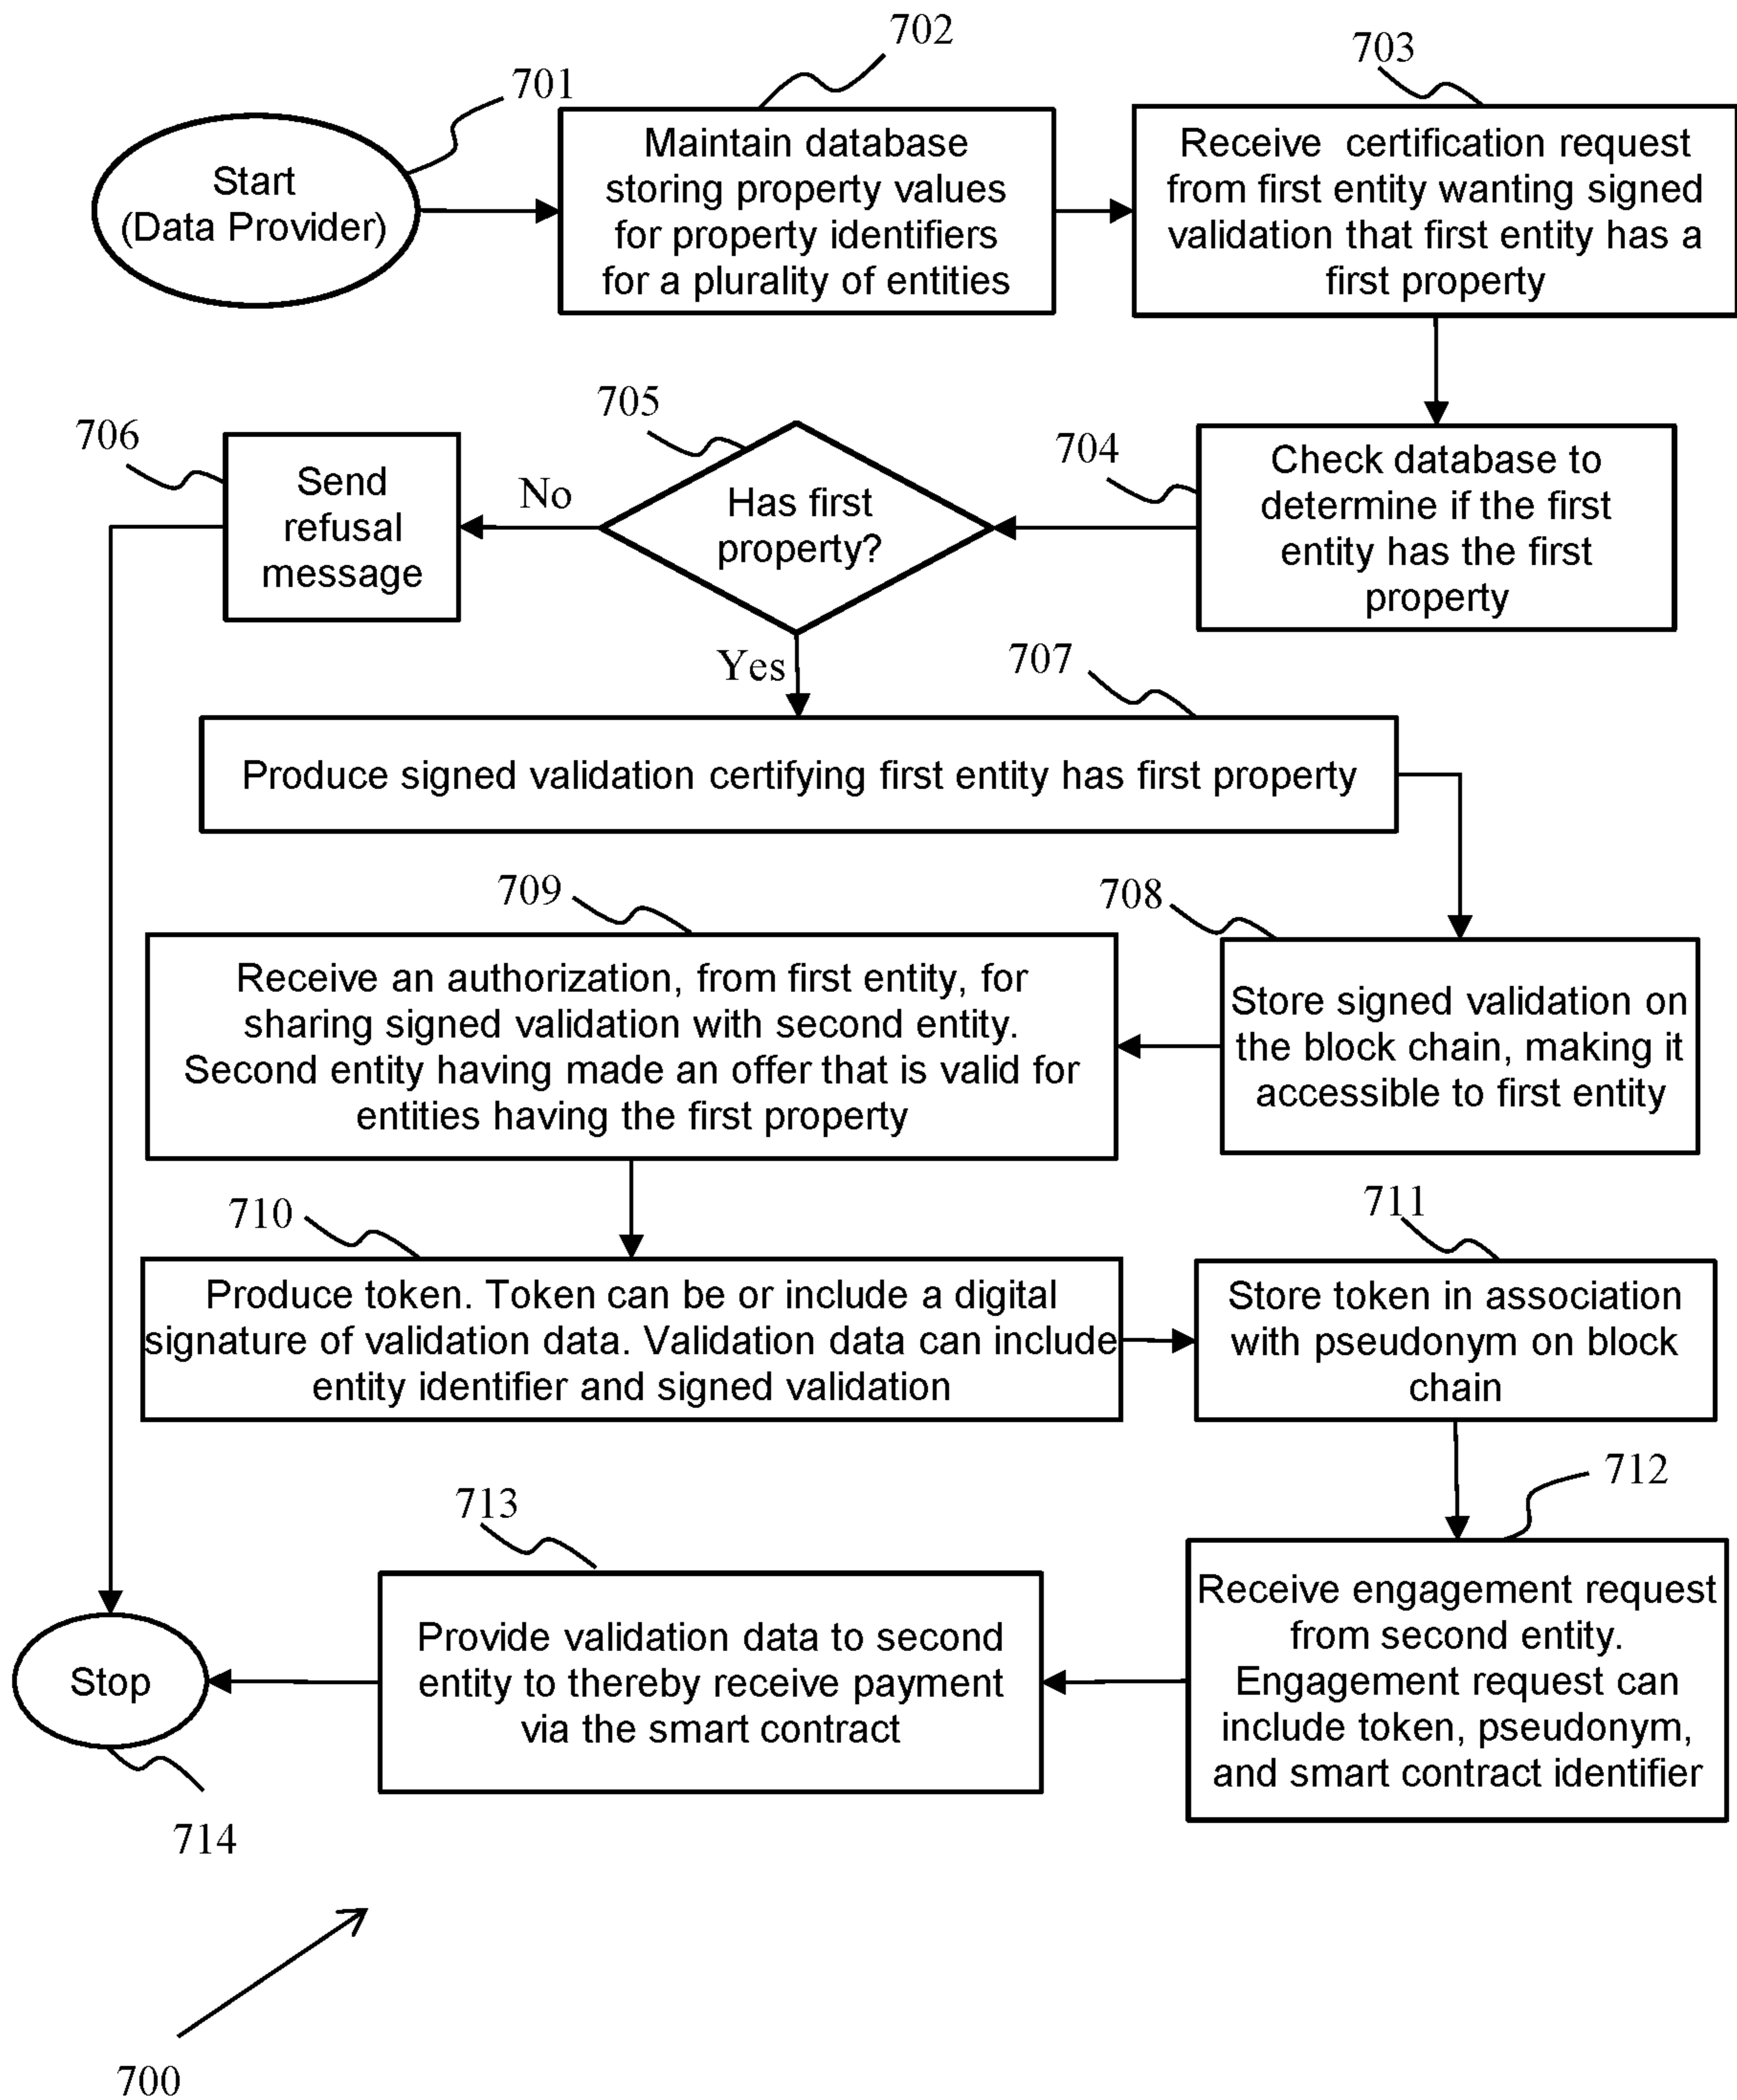 702
703
701
Start
(Data Provider)
Maintain database
storing property values
for property identifiers
for a plurality of entities
Receive certification request
from first entity wanting signed
validation that first entity has a
first property
706
705
704
Send
refusal
message
No
Has first
property?
Check database to
determine if the first
entity has the first
property
Yes
707
Produce signed validation certifying first entity has first property
709
708
Receive an authorization, from first entity, for
sharing signed validation with second entity.
Second entity having made an offer that is valid for
entities having the first property
Store signed validation on
the block chain, making it
accessible to first entity
710
711
Produce token. Token can be or include a digital
signature of validation data. Validation data can include
entity identifier and signed validation
Store token in association
with pseudonym on block
chain
713
712
Stop
Provide validation data to second
entity to thereby receive payment
via the smart contract
Receive engagement request
from second entity.
Engagement request can
include token, pseudonym,
and smart contract identifier
714
700